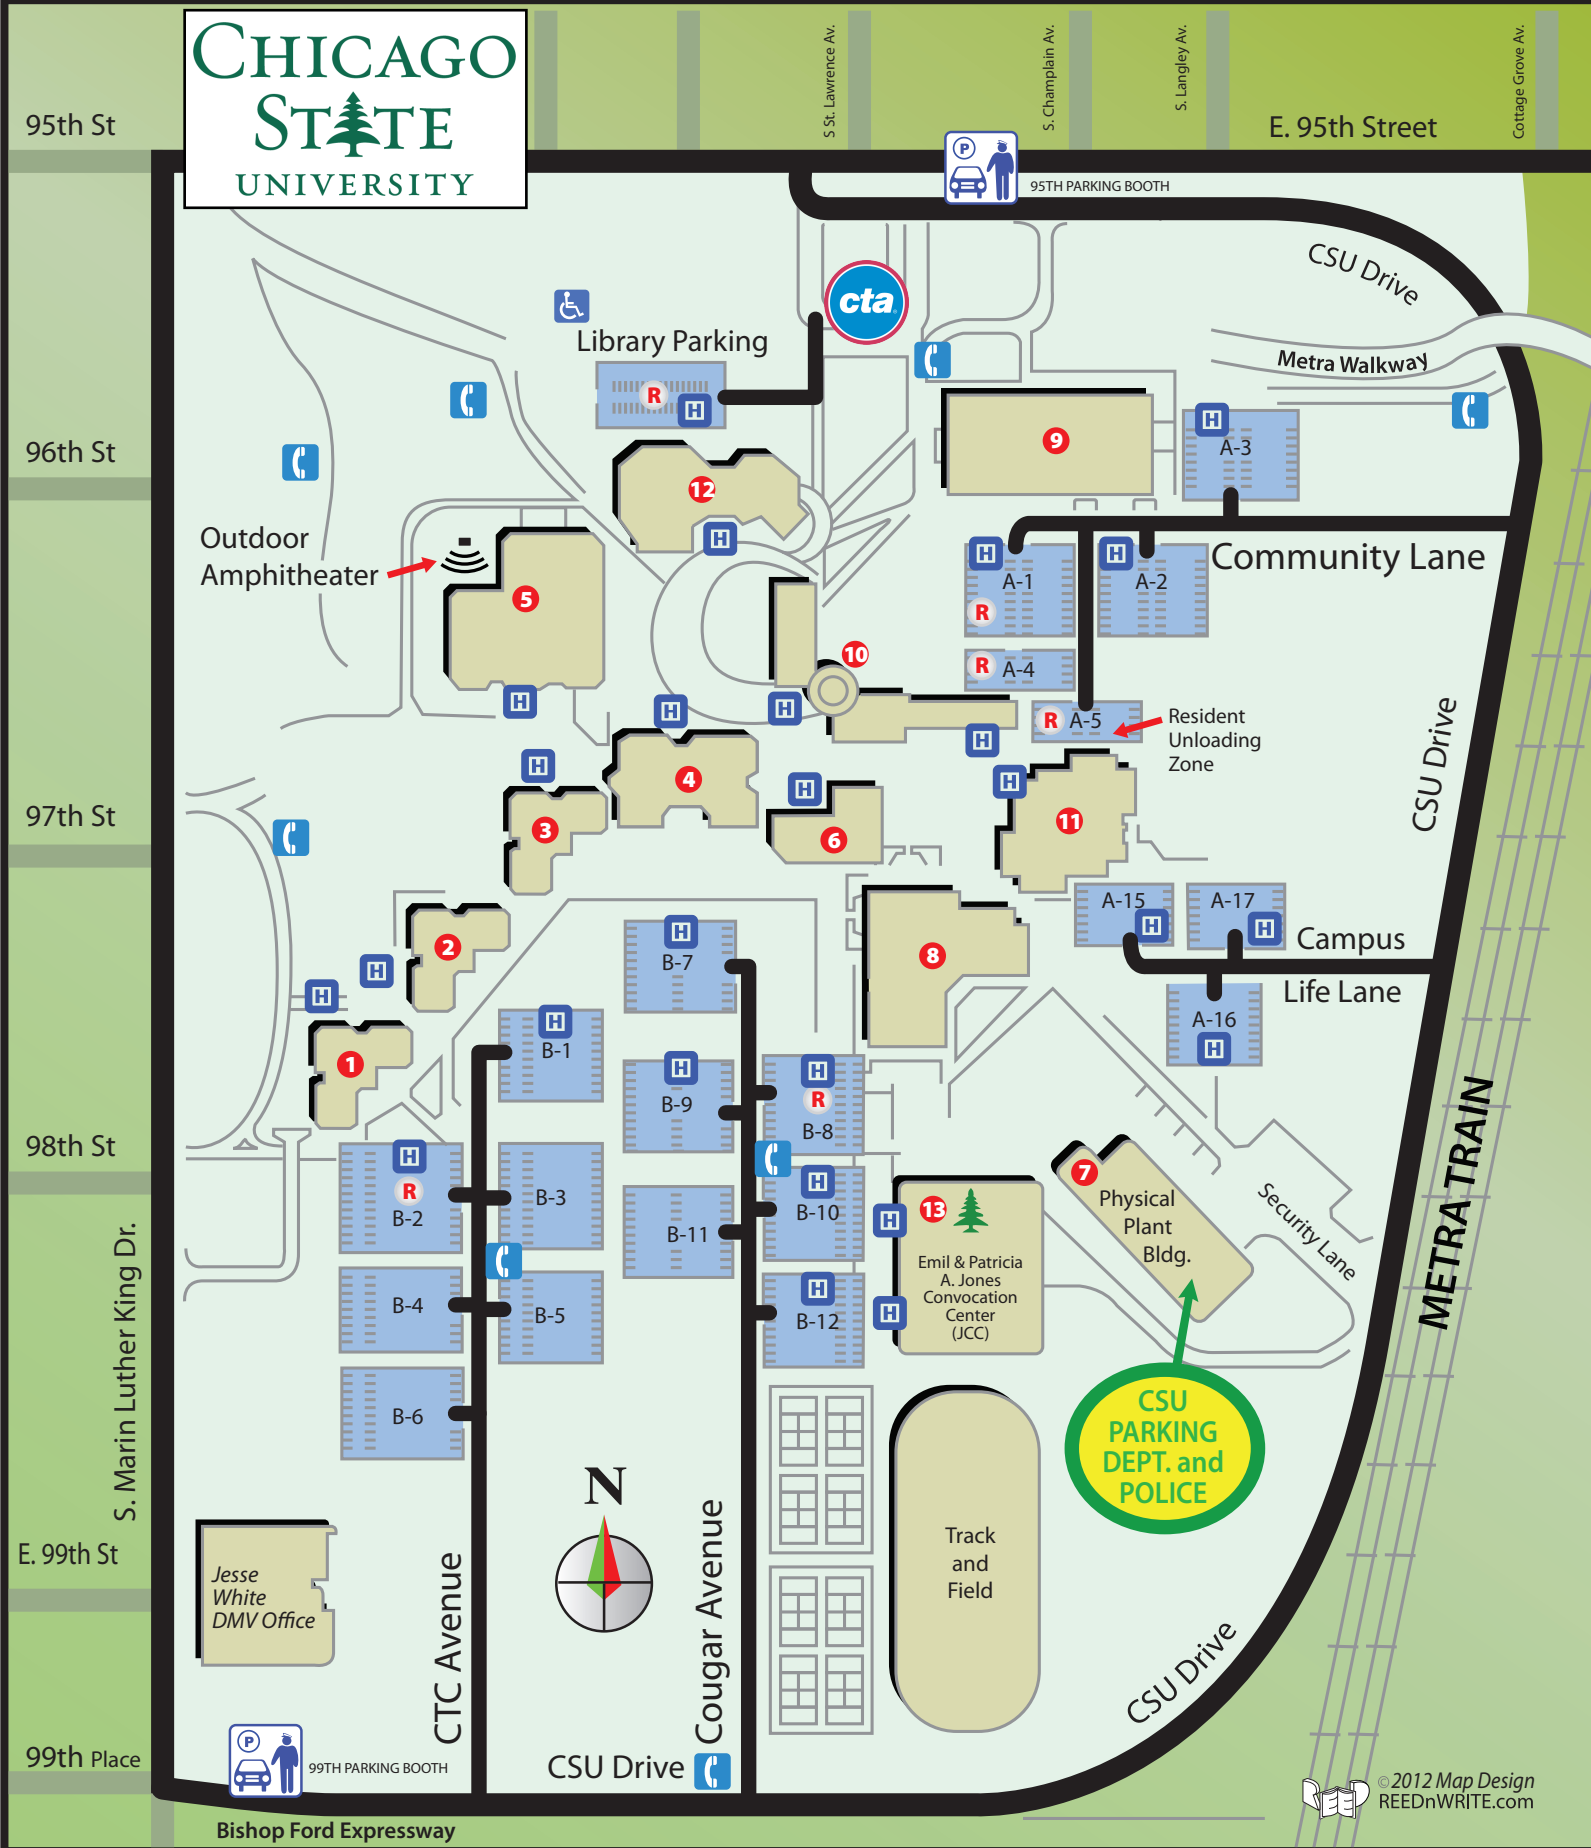 CHICAGO
STATE
UNIVERSITY
S St. Lawrence Av.
S. Champlain Av.
S. Langley Av.
Cottage Grove Av.
95th St
E. 95th Street
P
95TH PARKING BOOTH
CSU Drive
cta
Library Parking
R
H
Metra Walkway
96th St
9
H
A-3
12
H
Outdoor
Amphitheater
5
H
A-1
R
H
A-2
Community Lane
10
R
A-4
H
H
H
H
R
A-5
Resident
Unloading
Zone
CSU Drive
97th St
H
3
4
H
6
H
11
A-15
H
A-17
H
Campus
Life Lane
A-16
H
2
H
H
1
8
H
B-7
H
B-1
H
B-9
H
R
B-8
98th St
H
R
B-2
B-3
B-11
H
B-10
H
13
Emil & Patricia
A. Jones
Convocation
Center
(JCC)
7
Physical
Plant
Bldg.
Security Lane
METRA TRAIN
B-4
B-5
H
B-12
H
B-6
CSU
PARKING
DEPT. and
POLICE
S. Marin Luther King Dr.
N
E. 99th St
Jesse
White
DMV Office
CTC Avenue
Cougar Avenue
Track
and
Field
CSU Drive
99th Place
P
99TH PARKING BOOTH
CSU Drive
©2012 Map Design
REEDnWRITE.com
Bishop Ford Expressway